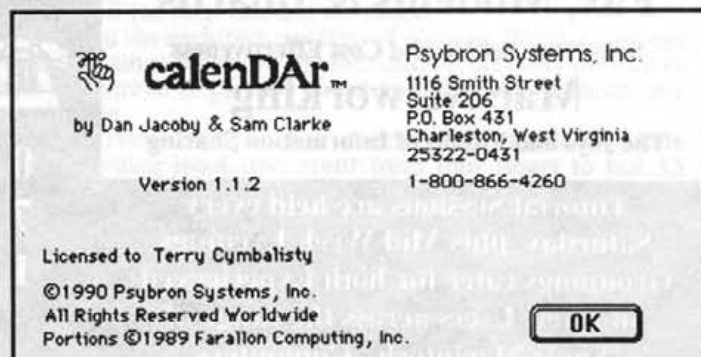 calenDAr™
by Dan Jacoby & Sam Clarke
Version 1.1.2
Psybron Systems, Inc.
1116 Smith Street
Suite 206
P.O. Box 431
Charleston, West Virginia
25322-0431
1-800-866-4260
Licensed to Terry Cymbalisty
©1990 Psybron Systems, Inc.
All Rights Reserved Worldwide
Portions ©1989 Farallon Computing, Inc.
OK